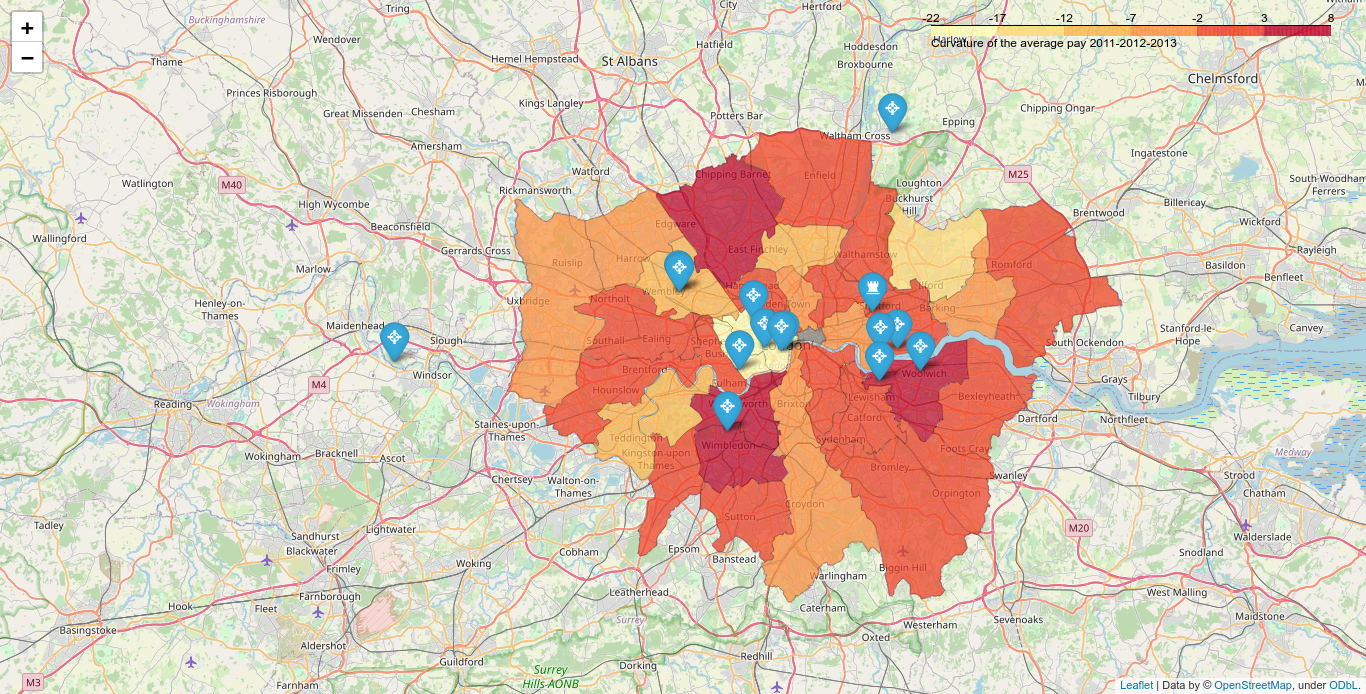 +
−
-22 -17 -12 -7 -2 3 8
Curvature of the average pay 2011-2012-2013
Buckinghamshire
Tring
City
Hertford
Wendover
Hatfield
Hoddesdon
Harlow
Thame
Hemel Hempstead
St Albans
Broxbourne
Chelmsford
Princes Risborough
Chesham
Kings Langley
Great Missenden
Potters Bar
Chipping Ongar
Epping
Waltham Cross
Amersham
Ingatestone
Watford
Chipping Barnet
Enfield
M25
Watlington
M40
Rickmansworth
Loughton
South Woodham
Ferrers
High Wycombe
Buckhurst
Hill
Billericay
Brentwood
Wickford
Beaconsfield
Edgware
Wallingford
Gerrards Cross
East Finchley
Walthamstow
Rayleigh
Ruislip
Harrow
Romford
Basildon
Marlow
Benfleet
Wembley
Ilford
Henley-on-
Thames
Uxbridge
Northolt
Barking
Maidenhead
Stanford-le-
Hope
Canvey
Slough
Southall
Ealing
South Ockendon
Brentford
Windsor
M4
Fulham
Woolwich
Grays
Hounslow
Tilbury
Reading
Wokingham
Brixton
Lewisham
Bexleyheath
Staines-upon-
Thames
Catford
Dartford
Northfleet
Teddington
Sydenham
Wimbledon
Kingston upon
Thames
Foots Cray
Medway
Wokingham
Bracknell
Ascot
Bromley
Swanley
Strood
Chertsey
Walton-on-
Thames
Orpington
Chatham
Croydon
Sutton
Tadley
Lightwater
M20
Sandhurst
Blackwater
Walderslade
Cobham
Epsom
Banstead
Snodland
Frimley
Woking
Biggin Hill
Warlingham
Farnborough
Leatherhead
West Malling
Hook
Fleet
Caterham
Surrey
Westerham
Sevenoaks
Maidstone
Basingstoke
Aldershot
Oxted
Guildford
Dorking
Redhill
Surrey
Hills AONB
M3
Farnham
Leaflet | Data by © OpenStreetMap, under ODbL.